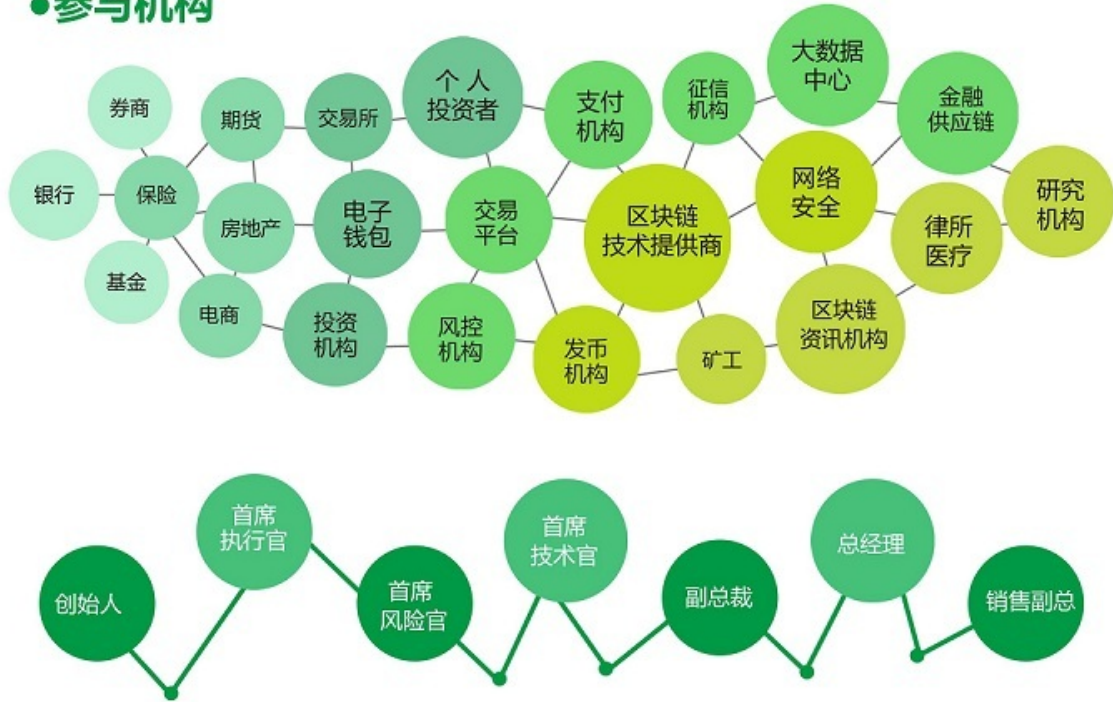 •参与机构
券商
期货
交易所
个人
投资者
支付
机构
征信
机构
大数据
中心
金融
供应链
银行
保险
房地产
电子
钱包
交易
平台
区块链
技术提供商
网络
安全
律所
医疗
研究
机构
基金
电商
投资
机构
风控
机构
发币
机构
矿工
区块链
资讯机构
创始人
首席
执行官
首席
风险官
首席
技术官
副总裁
总经理
销售副总